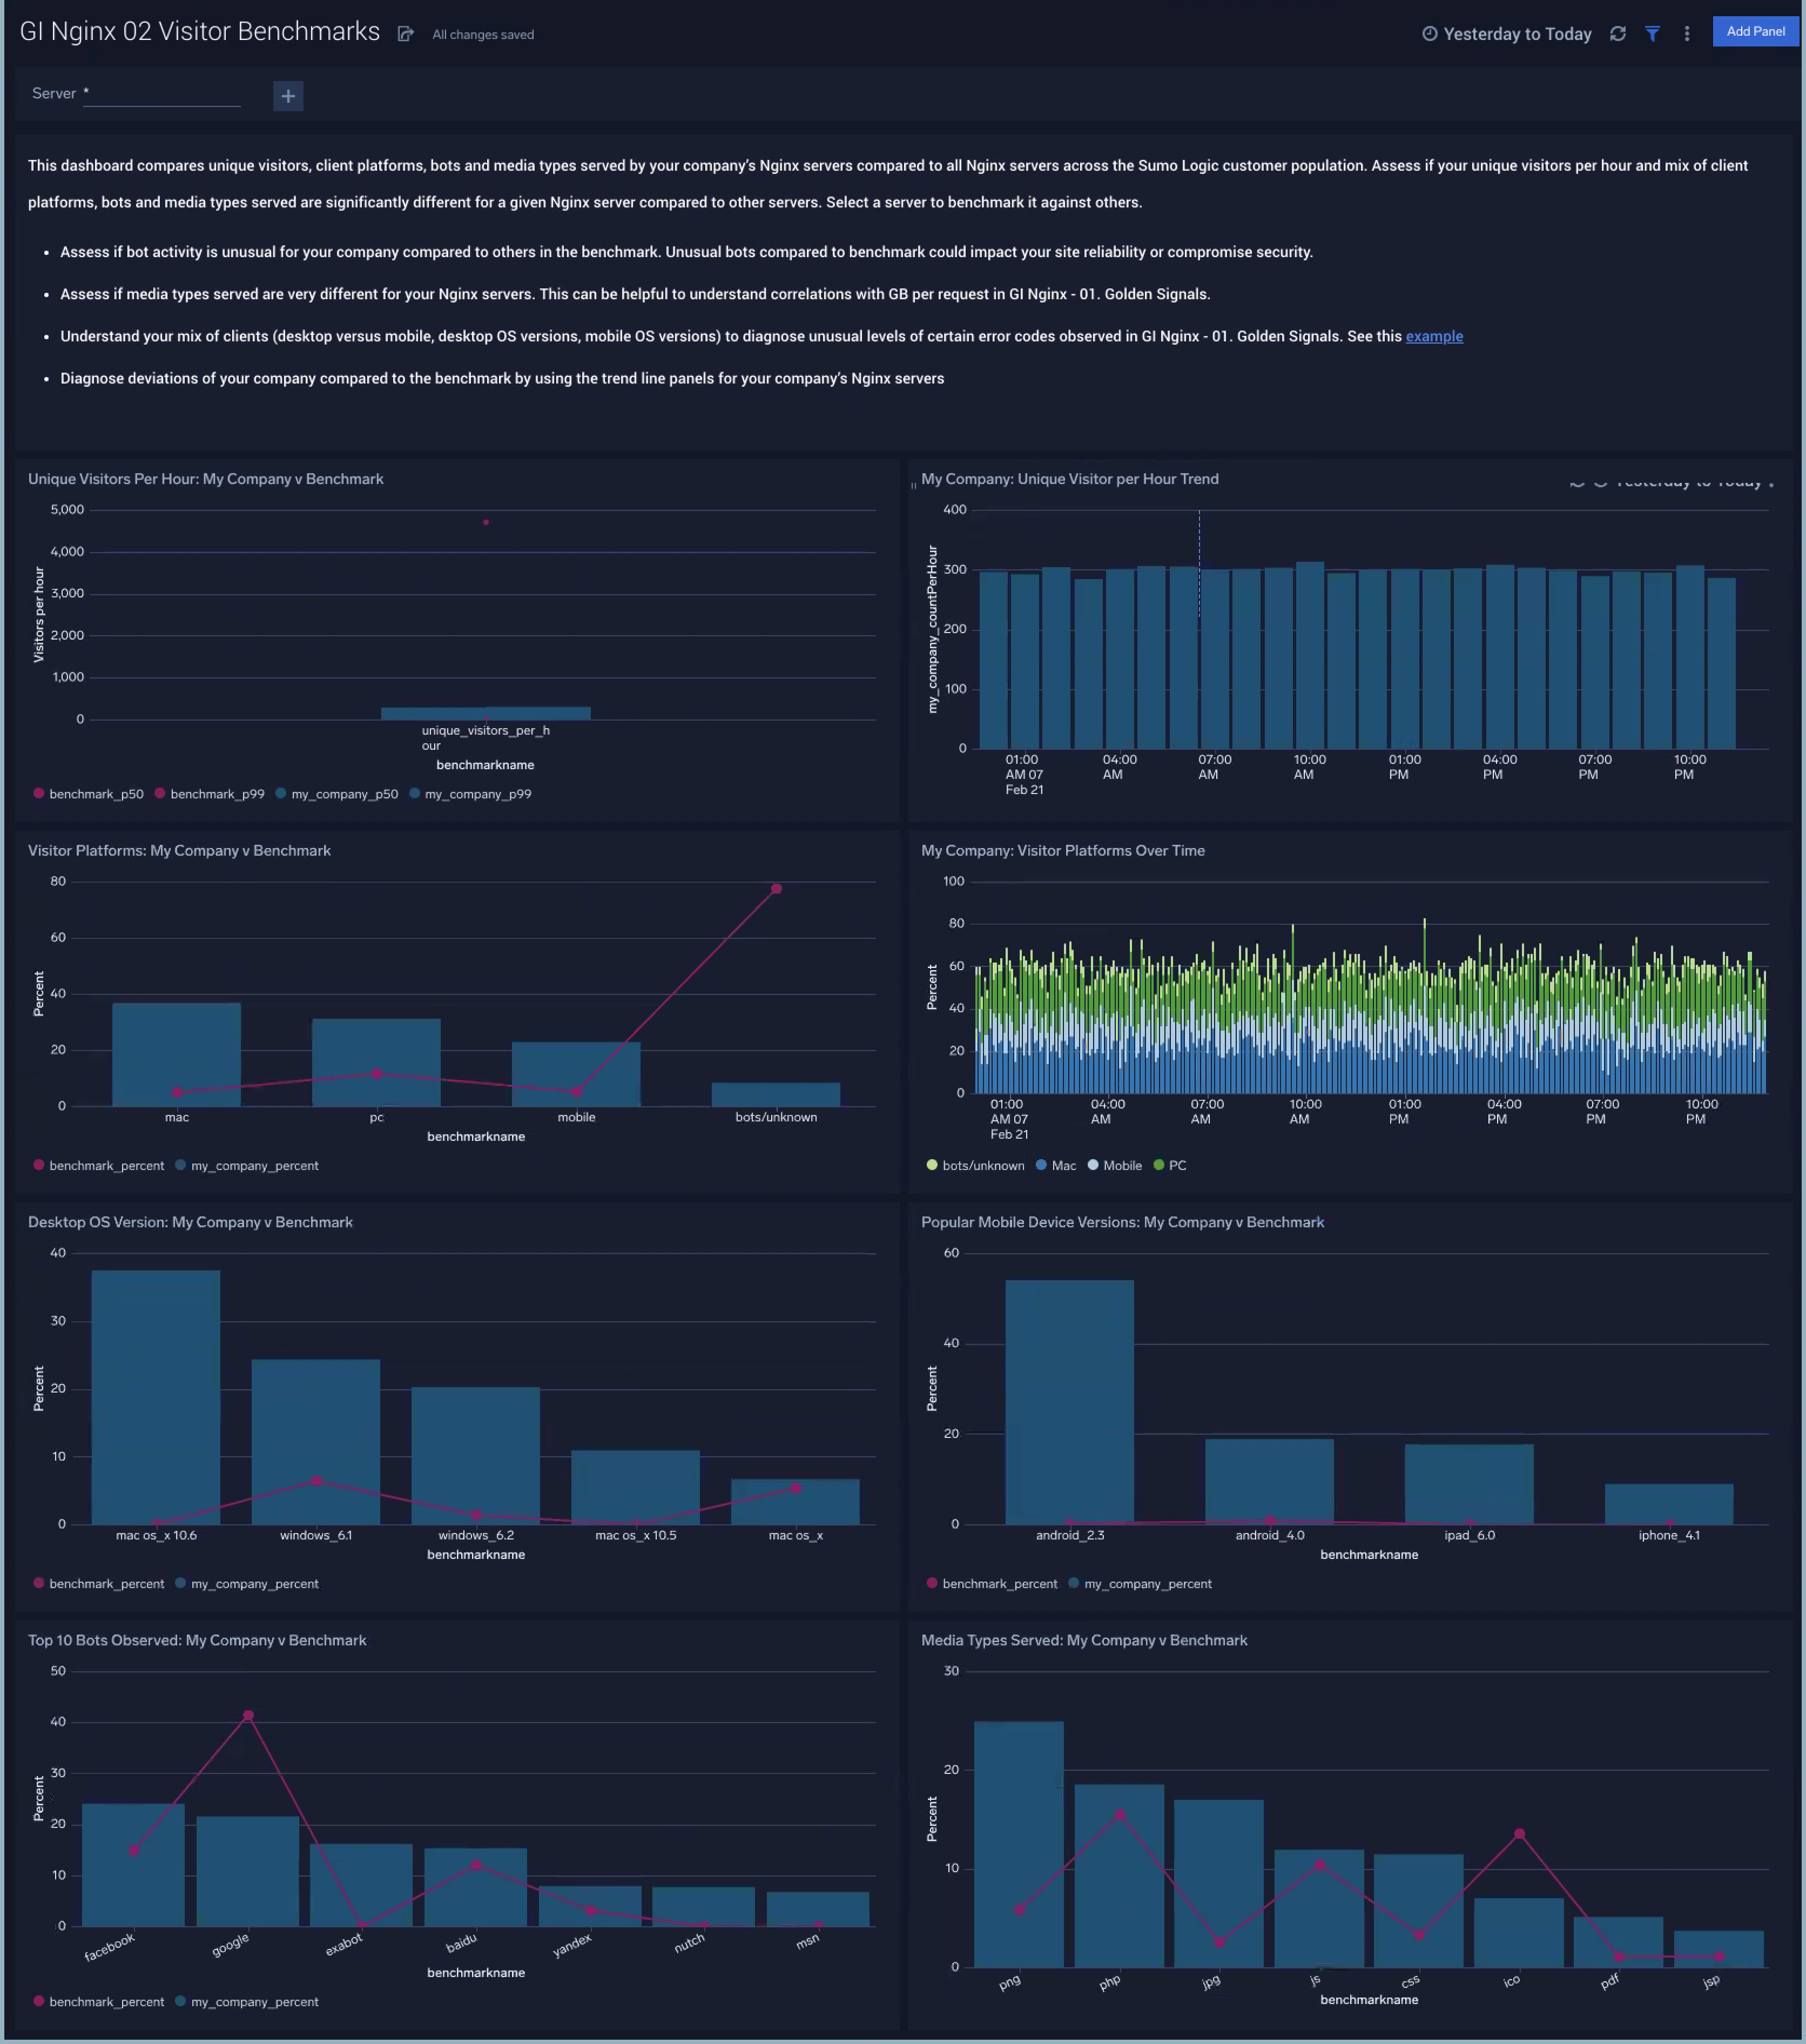 GI Nginx 02 Visitor Benchmarks
All changes saved
Yesterday to Today
Add Panel
Server *
+
This dashboard compares unique visitors, client platforms, bots and media types served by your company's Nginx servers compared to all Nginx servers across the Sumo Logic customer population. Assess if your unique visitors per hour and mix of client
platforms, bots and media types served are significantly different for a given Nginx server compared to other servers. Select a server to benchmark it against others.
• Assess if bot activity is unusual for your company compared to others in the benchmark. Unusual bots compared to benchmark could impact your site reliability or compromise security.
• Assess if media types served are very different for your Nginx servers. This can be helpful to understand correlations with GB per request in GI Nginx - 01. Golden Signals.
• Understand your mix of clients (desktop versus mobile, desktop OS versions, mobile OS versions) to diagnose unusual levels of certain error codes observed in GI Nginx - 01. Golden Signals. See this example
• Diagnose deviations of your company compared to the benchmark by using the trend line panels for your company's Nginx servers
Unique Visitors Per Hour: My Company v Benchmark
5,000
4,000
3,000
2,000
1,000
0
Visitors per hour
unique_visitors_per_h
our
benchmarkname
benchmark_p50 benchmark_p99 my_company_p50 my_company_p99
My Company: Unique Visitor per Hour Trend
Yesterday to Today
400
300
200
100
0
my_company_countPerHour
01:00 04:00 07:00 10:00 01:00 04:00 07:00 10:00
AM 07 AM AM AM PM PM PM PM
Feb 21
Visitor Platforms: My Company v Benchmark
80
60
40
20
0
Percent
mac pc mobile bots/unknown
benchmarkname
benchmark_percent my_company_percent
My Company: Visitor Platforms Over Time
100
80
60
40
20
0
Percent
01:00 04:00 07:00 10:00 01:00 04:00 07:00 10:00
AM 07 AM AM AM PM PM PM PM
Feb 21
bots/unknown Mac Mobile PC
Desktop OS Version: My Company v Benchmark
40
30
20
10
0
Percent
mac os_x 10.6 windows_6.1 windows_6.2 mac os_x 10.5 mac os_x
benchmarkname
benchmark_percent my_company_percent
Popular Mobile Device Versions: My Company v Benchmark
60
40
20
0
Percent
android_2.3 android_4.0 ipad_6.0 iphone_4.1
benchmarkname
benchmark_percent my_company_percent
Top 10 Bots Observed: My Company v Benchmark
50
40
30
20
10
0
Percent
facebook google exabot baidu yandex nutch msn
benchmarkname
benchmark_percent my_company_percent
Media Types Served: My Company v Benchmark
30
20
10
0
Percent
png php jpg js css ico pdf jsp
benchmarkname